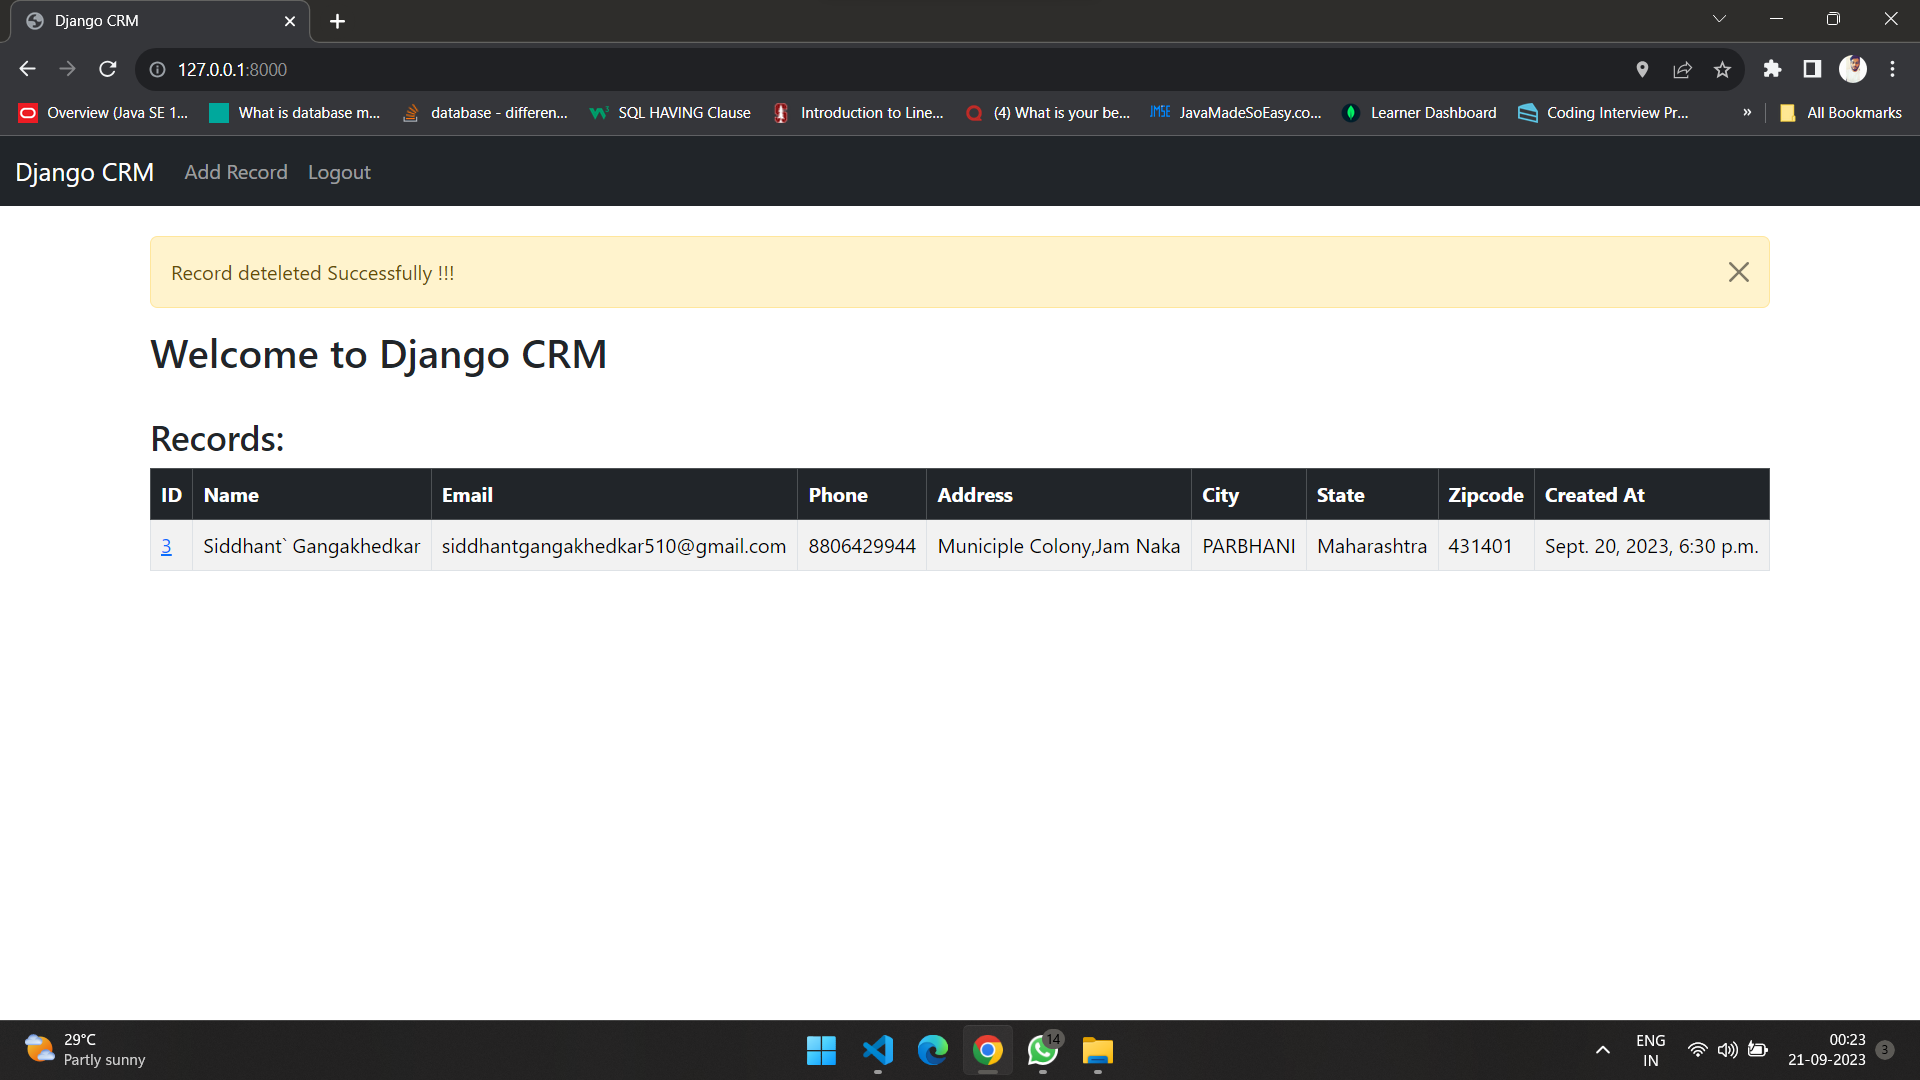 Django CRM
127.0.0.1:8000
Overview (Java SE 1... What is database m... database - differen... SQL HAVING Clause Introduction to Line... (4) What is your be... JavaMadeSoEasy.co... Learner Dashboard Coding Interview Pr... » All Bookmarks
Django CRM Add Record Logout
Record deteleted Successfully !!!
Welcome to Django CRM
Records:
ID Name Email Phone Address City State Zipcode Created At
3 Siddhant` Gangakhedkar siddhantgangakhedkar510@gmail.com 8806429944 Municiple Colony,Jam Naka PARBHANI Maharashtra 431401 Sept. 20, 2023, 6:30 p.m.
29°C
Partly sunny
14
ENG
IN
00:23
21-09-2023
3